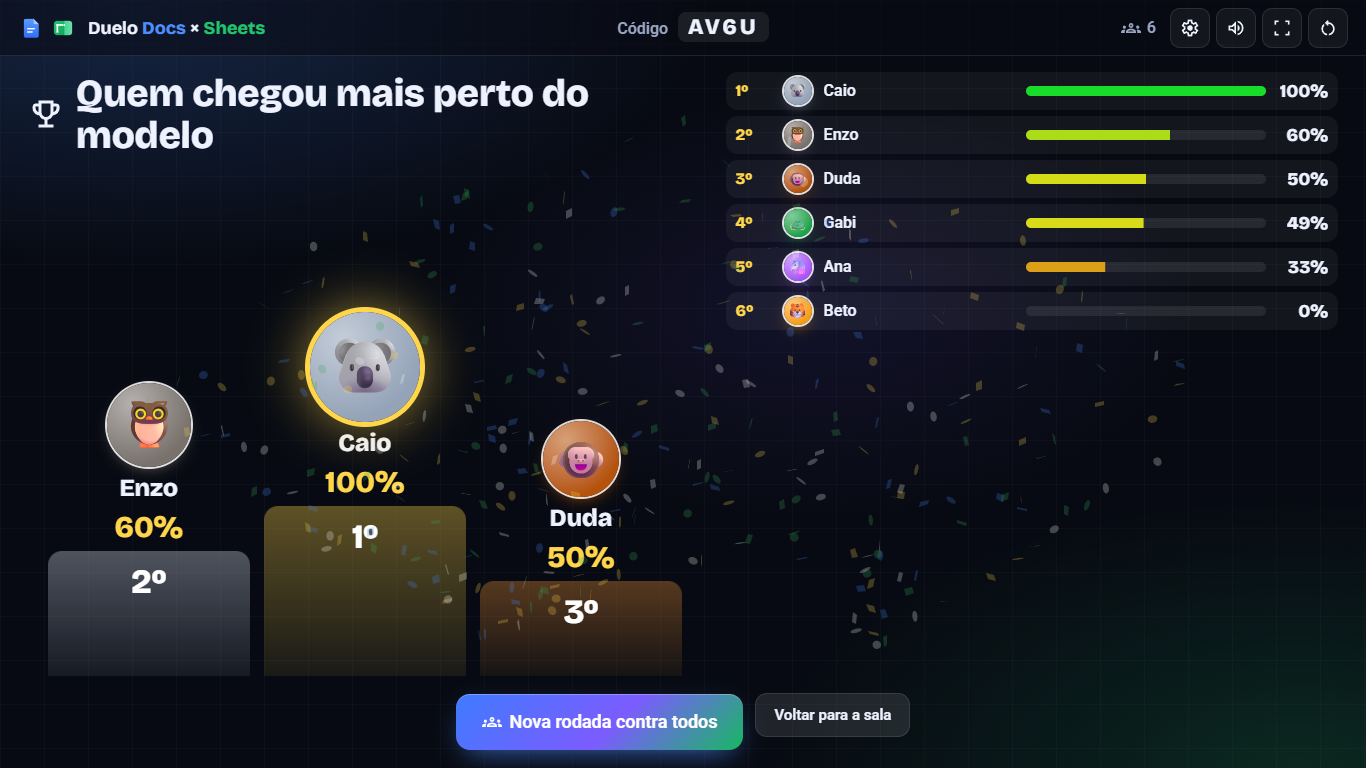 Duelo Docs × Sheets
Código AV6U
6
Quem chegou mais perto do
modelo
1º Caio 100%
2º Enzo 60%
3º Duda 50%
4º Gabi 49%
5º Ana 33%
6º Beto 0%
Caio
100%
1º
Enzo
60%
2º
Duda
50%
3º
Nova rodada contra todos
Voltar para a sala